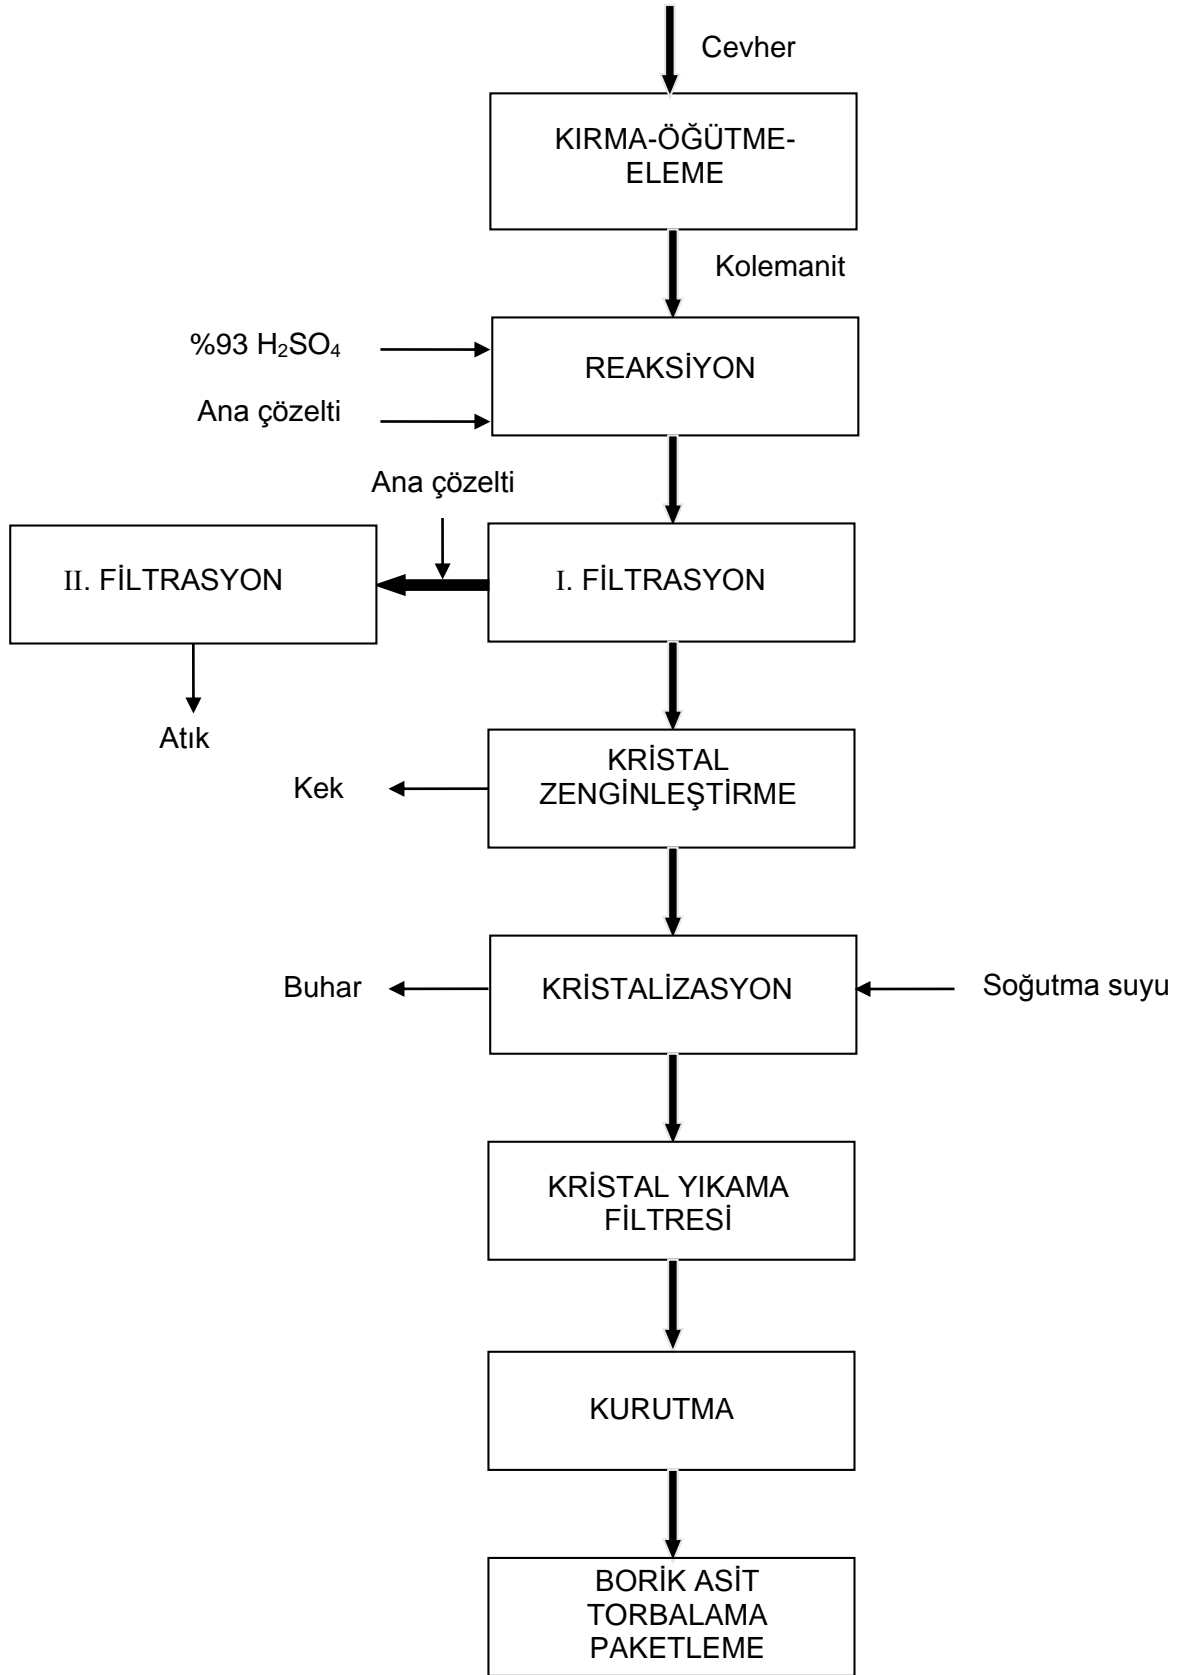 Cevher
KIRMA-ÖĞÜTME-
ELEME
Kolemanit
%93 H₂SO₄
REAKSİYON
Ana çözelti
Ana çözelti
II. FİLTRASYON
I. FİLTRASYON
Atık
KRİSTAL
ZENGİNLEŞTİRME
Kek
KRİSTALİZASYON
Buhar
Soğutma suyu
KRİSTAL YIKAMA
FİLTRESİ
KURUTMA
BORİK ASİT
TORBALAMA
PAKETLEME